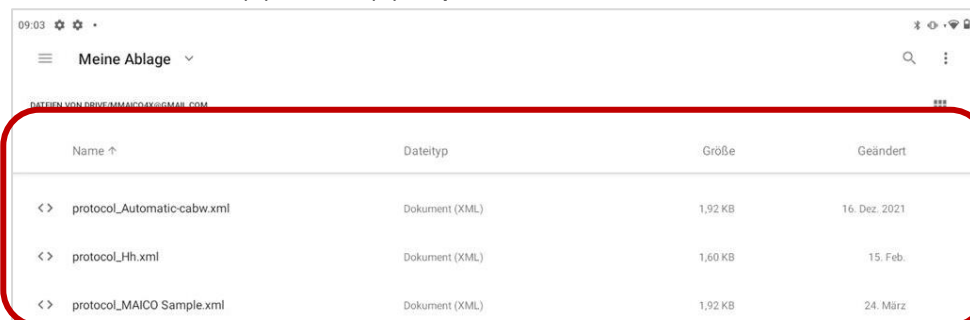 09:03
Meine Ablage
DATEIEN VON DRIVE/MMAICO4X@GMAIL.COM
Name ↑ Dateityp Größe Geändert
<> protocol_Automatic-cabw.xml Dokument (XML) 1,92 KB 16. Dez. 2021
<> protocol_Hh.xml Dokument (XML) 1,60 KB 15. Feb.
<> protocol_MAICO Sample.xml Dokument (XML) 1,92 KB 24. März